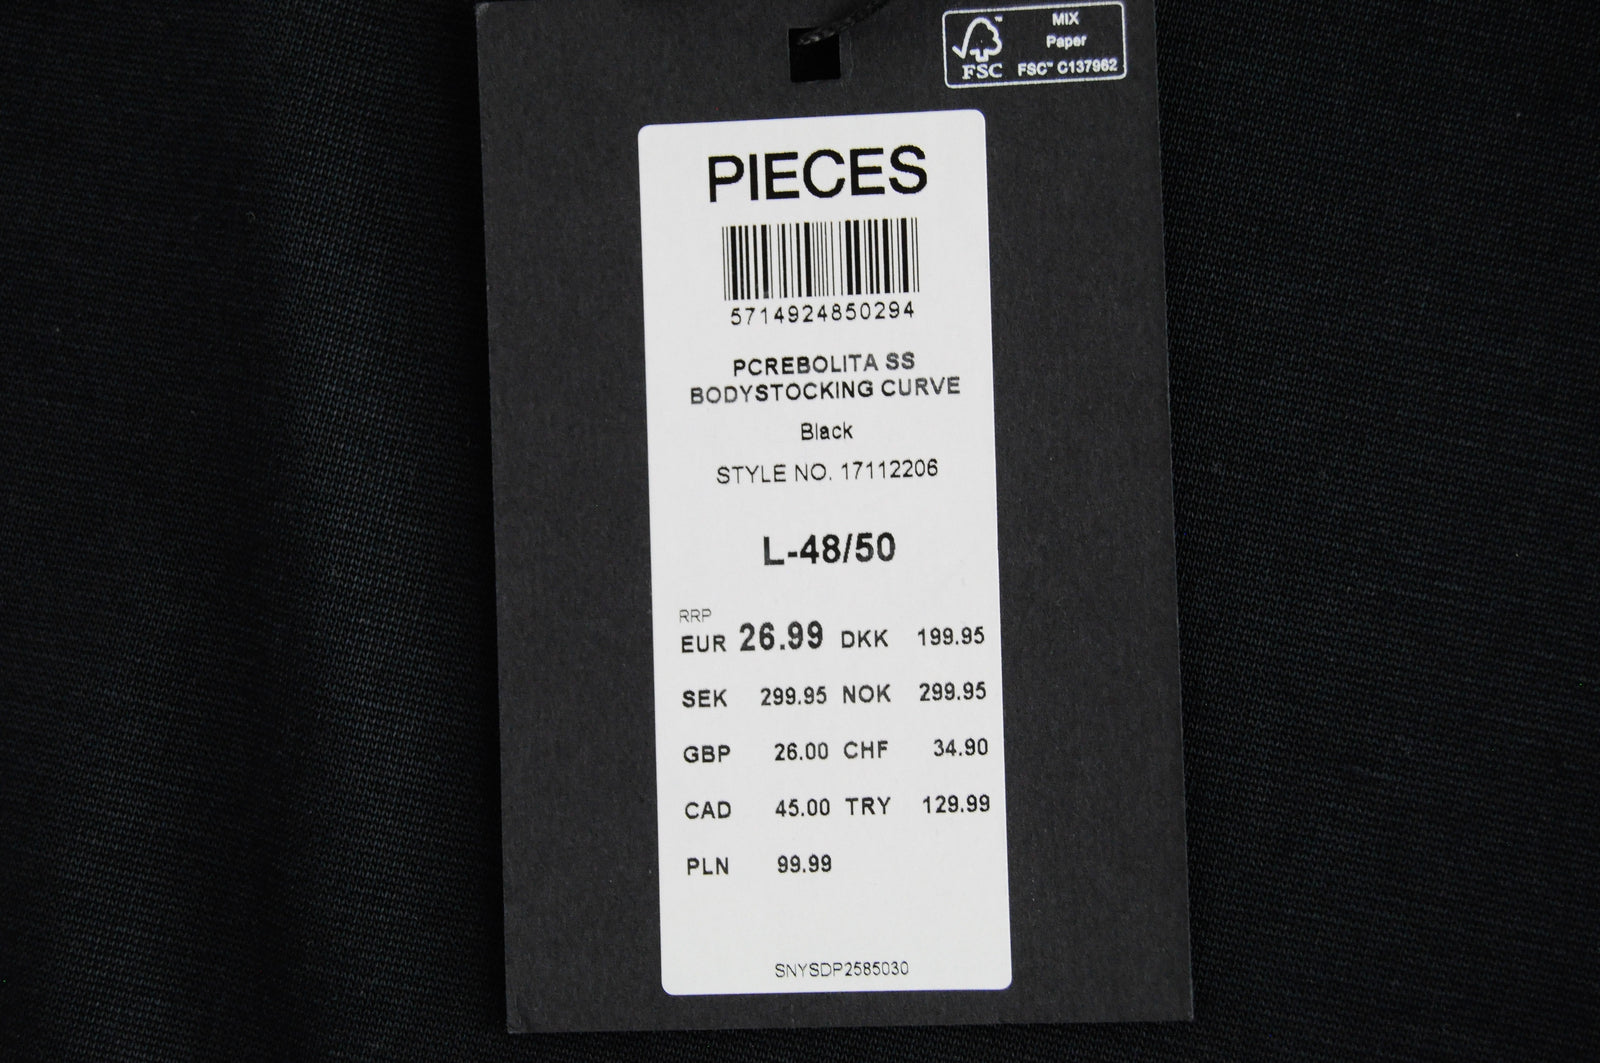 MIX
Paper
FSC™ C137962
FSC
PIECES
5714924850294
PCREBOLITA SS
BODYSTOCKING CURVE
Black
STYLE NO. 17112206
L-48/50
RRP
EUR 26.99 DKK 199.95
SEK 299.95 NOK 299.95
GBP 26.00 CHF 34.90
CAD 45.00 TRY 129.99
PLN 99.99
SNYSDP2585030